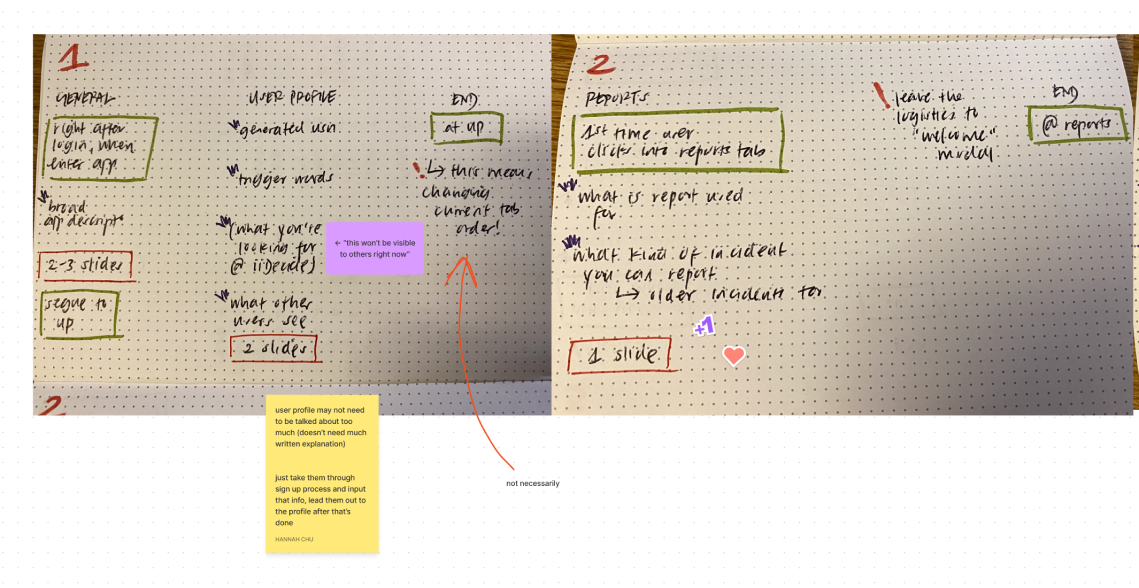 1
GENERAL
right after
login, when
enter app
broad
app descript°
2-3 slides
segue to
up
USER PROFILE
generated usn
trigger words
(what you're
looking for
@ iiDecide)
← "this won't be visible
to others right now"
what other
users see
2 slides
END
at up
! ↳ this means
changing
current tab
order!
2
user profile may not need
to be talked about too
much (doesn't need much
written explanation)
just take them through
sign up process and input
that info, lead them out to
the profile after that's
done
HANNAH CHU
not necessarily
2
REPORTS
1st time user
clicks into reports tab
what is report used
for
what kind of incident
you can report
↳ older incidents too
+1
1 slide
! leave the
logistics to
"welcome"
modal
END
@ reports